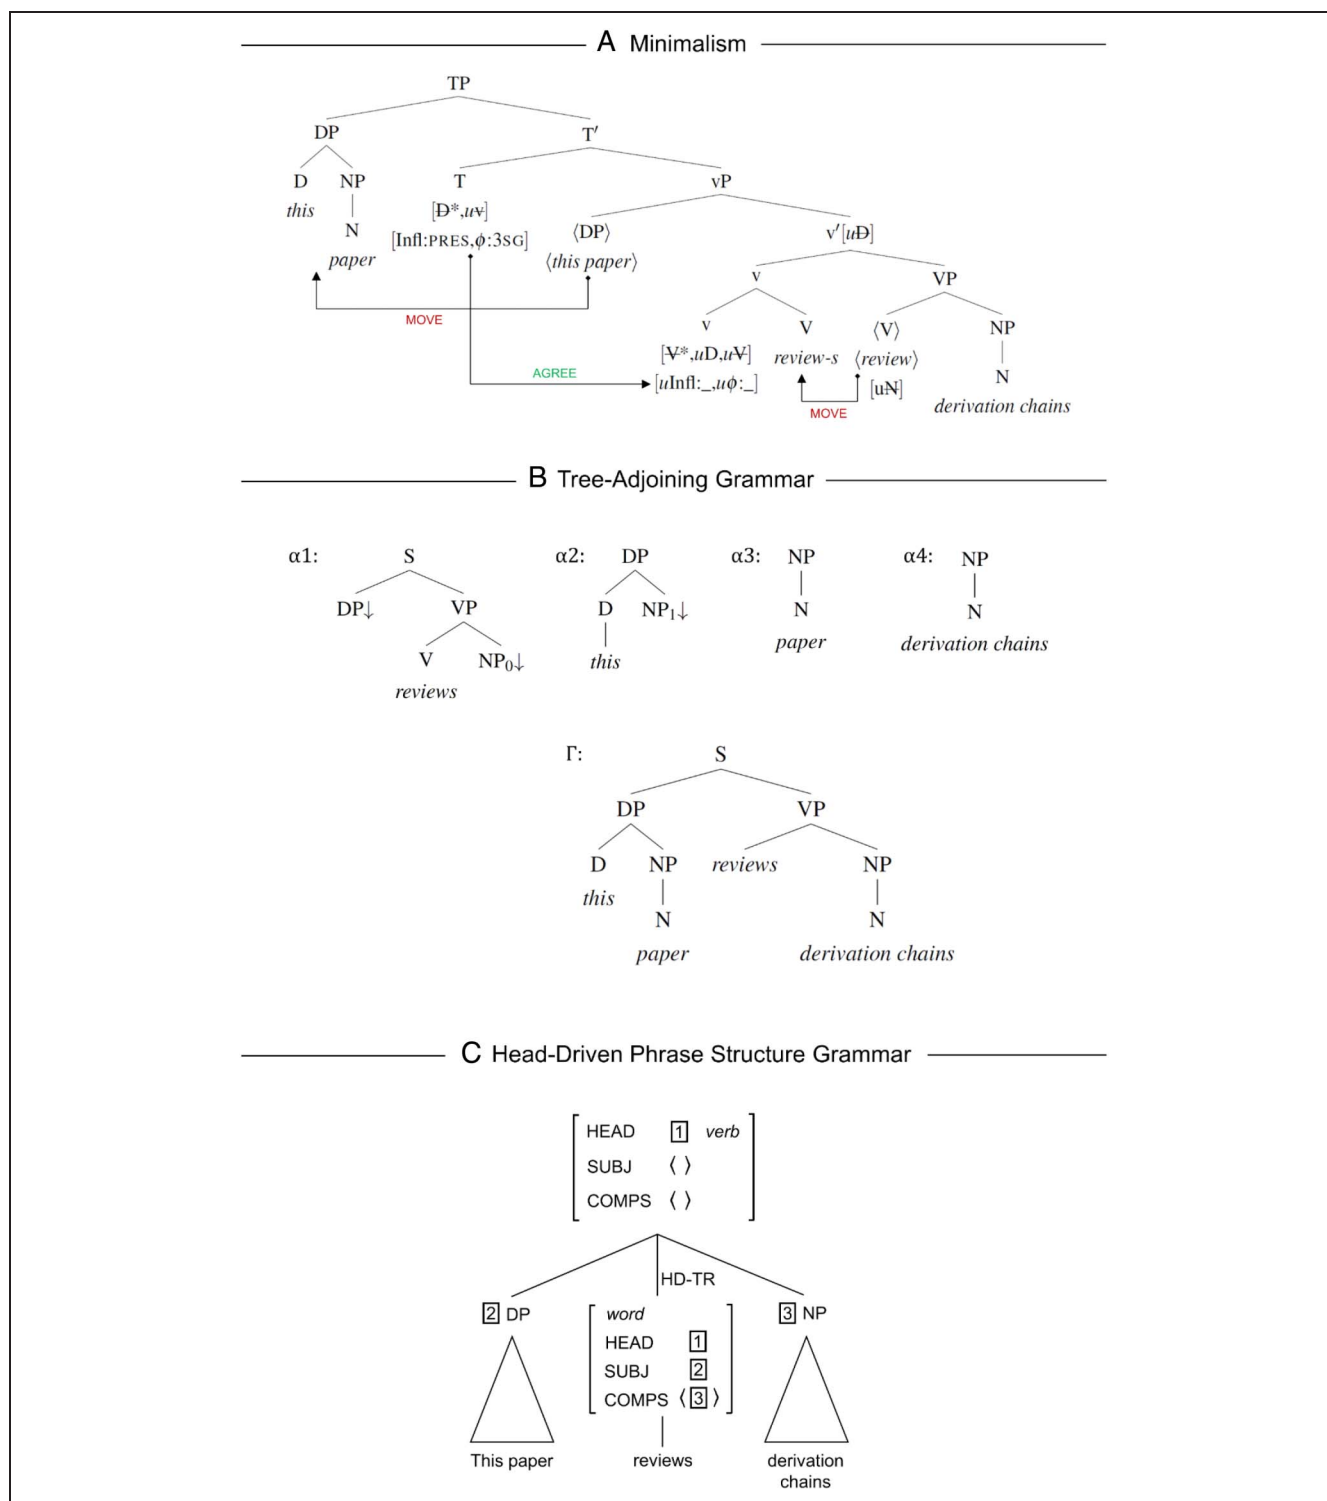 A Minimalism
TP
DP T′
D NP T vP
this [D*,uv] N
[Infl:PRES,ϕ:3SG] ⟨DP⟩ v′[uD]
paper ⟨this paper⟩
v VP
MOVE
v V ⟨V⟩ NP
[V*,uD,uV] review-s ⟨review⟩
AGREE [uInfl:_,uϕ:_] [uN] N
MOVE derivation chains
B Tree-Adjoining Grammar
α1: S α2: DP α3: NP α4: NP
DP↓ VP D NP₁↓ N N
V NP₀↓ this paper derivation chains
reviews
Γ: S
DP VP
D NP reviews NP
this N N
paper derivation chains
C Head-Driven Phrase Structure Grammar
HEAD 1 verb
SUBJ ⟨ ⟩
COMPS ⟨ ⟩
HD-TR
2 DP word 3 NP
HEAD 1
SUBJ 2
COMPS ⟨3⟩
This paper reviews derivation
chains